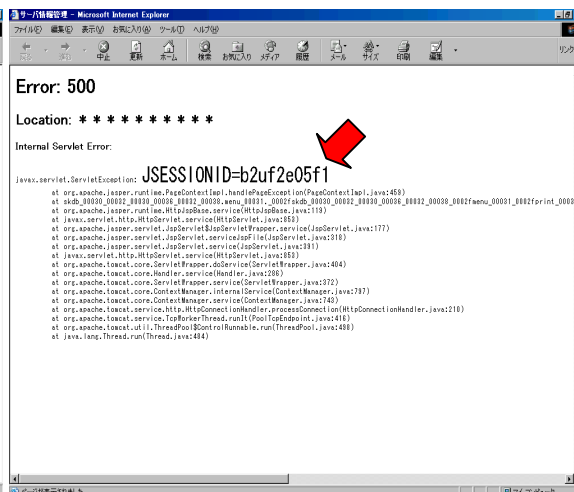 サーバ情報管理 - Microsoft Internet Explorer
ファイル(F) 編集(E) 表示(V) お気に入り(A) ツール(T) ヘルプ(H)
戻る 進む 中止 更新 ホーム 検索 お気に入り メディア 履歴 メール サイズ 印刷 編集 リンク
Error: 500
Location: * * * * * * * * * *
Internal Servlet Error:
javax.servlet.ServletException: JSESSIONID=b2uf2e05f1
at org.apache.jasper.runtime.PageContextImpl.handlePageException(PageContextImpl.java:459)
at
at org.apache.jasper.runtime.HttpJspBase.service(HttpJspBase.java:119)
at javax.servlet.http.HttpServlet.service(HttpServlet.java:853)
at org.apache.jasper.servlet.JspServlet$JspServletWrapper.service(JspServlet.java:177)
at org.apache.jasper.servlet.JspServlet.serviceJspFile(JspServlet.java:318)
at org.apache.jasper.servlet.JspServlet.service(JspServlet.java:391)
at javax.servlet.http.HttpServlet.service(HttpServlet.java:853)
at org.apache.tomcat.core.ServletWrapper.doService(ServletWrapper.java:404)
at org.apache.tomcat.core.Handler.service(Handler.java:286)
at org.apache.tomcat.core.ServletWrapper.service(ServletWrapper.java:372)
at org.apache.tomcat.core.ContextManager.internalService(ContextManager.java:797)
at org.apache.tomcat.core.ContextManager.service(ContextManager.java:743)
at org.apache.tomcat.service.http.HttpConnectionHandler.processConnection(HttpConnectionHandler.java:210)
at org.apache.tomcat.service.TcpWorkerThread.runIt(PoolTcpEndpoint.java:416)
at org.apache.tomcat.util.ThreadPool$ControlRunnable.run(ThreadPool.java:498)
at java.lang.Thread.run(Thread.java:484)